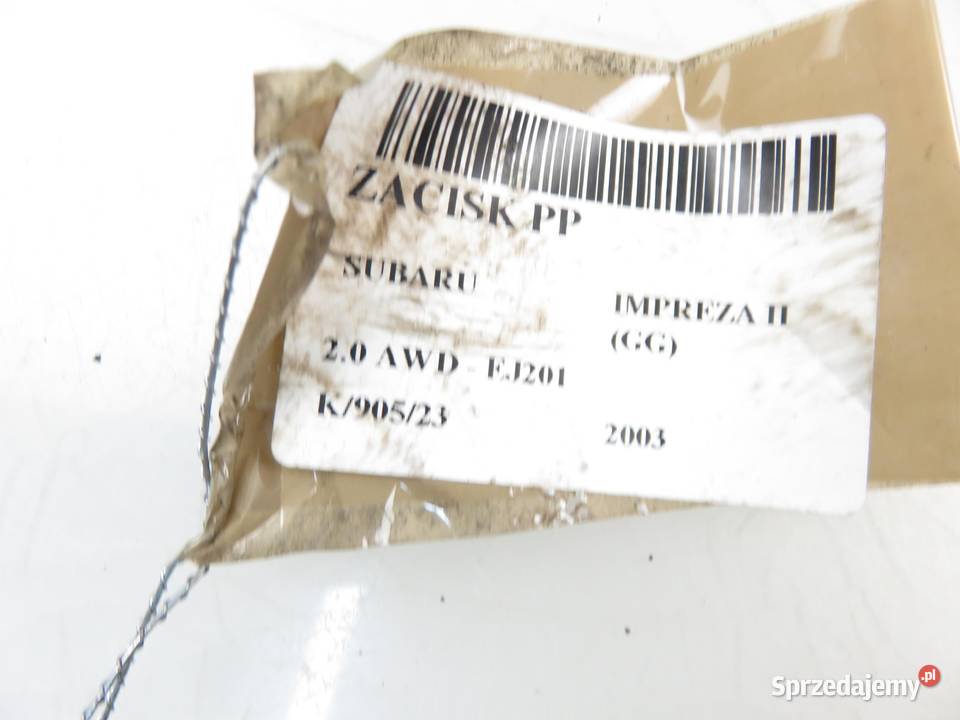 ZACISK PP
SUBARU
IMPREZA II
(GG)
2.0 AWD - EJ201
K/905/23
2003
Sprzedajemy.pl